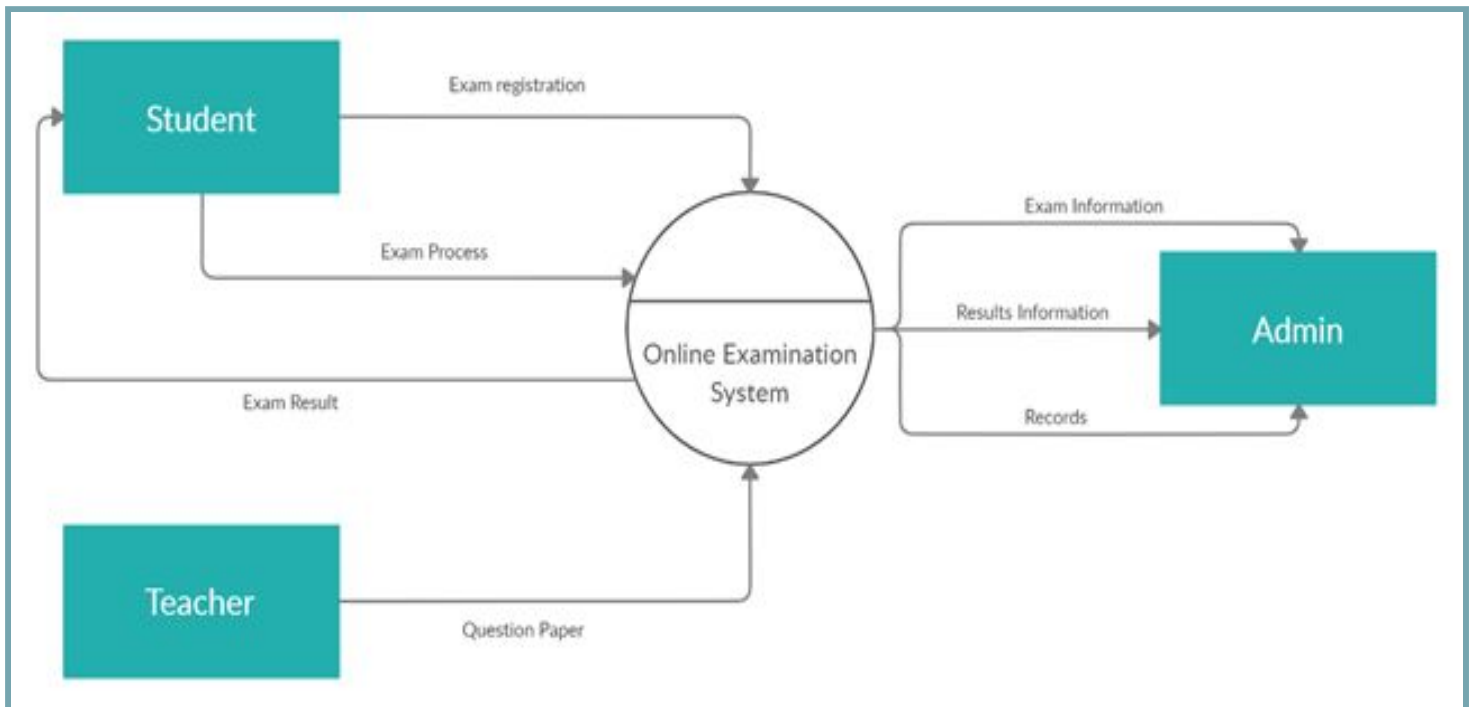 Student
Exam registration
Exam Process
Exam Result
Online Examination
System
Exam Information
Results Information
Records
Admin
Teacher
Question Paper